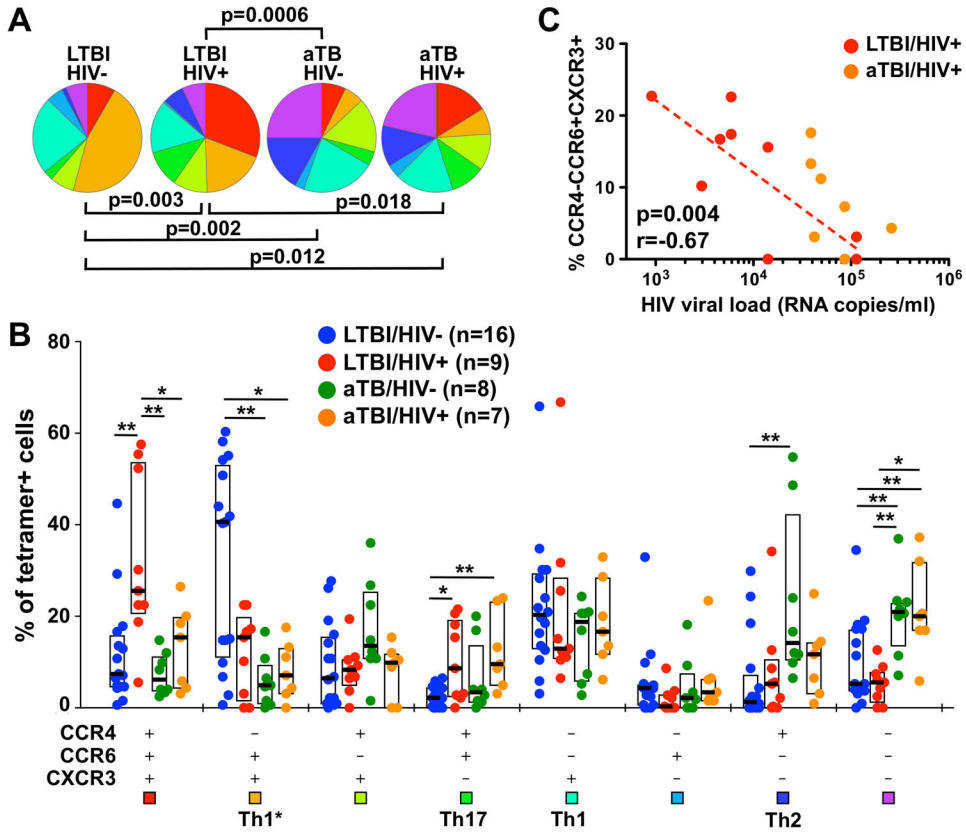 A
p=0.0006
LTBI HIV-
LTBI HIV+
aTB HIV-
aTB HIV+
p=0.003
p=0.018
p=0.002
p=0.012
C
LTBI/HIV+
aTBI/HIV+
% CCR4-CCR6+CXCR3+
30
20
10
0
p=0.004
r=-0.67
10³ 10⁴ 10⁵ 10⁶
HIV viral load (RNA copies/ml)
B
LTBI/HIV- (n=16)
LTBI/HIV+ (n=9)
aTB/HIV- (n=8)
aTBI/HIV+ (n=7)
% of tetramer+ cells
80
60
40
20
0
** ** *
** *
* **
**
** ** ** *
CCR4 + – + + – – + –
CCR6 + + – + – + – –
CXCR3 + + + – + – – –
Th1* Th17 Th1 Th2